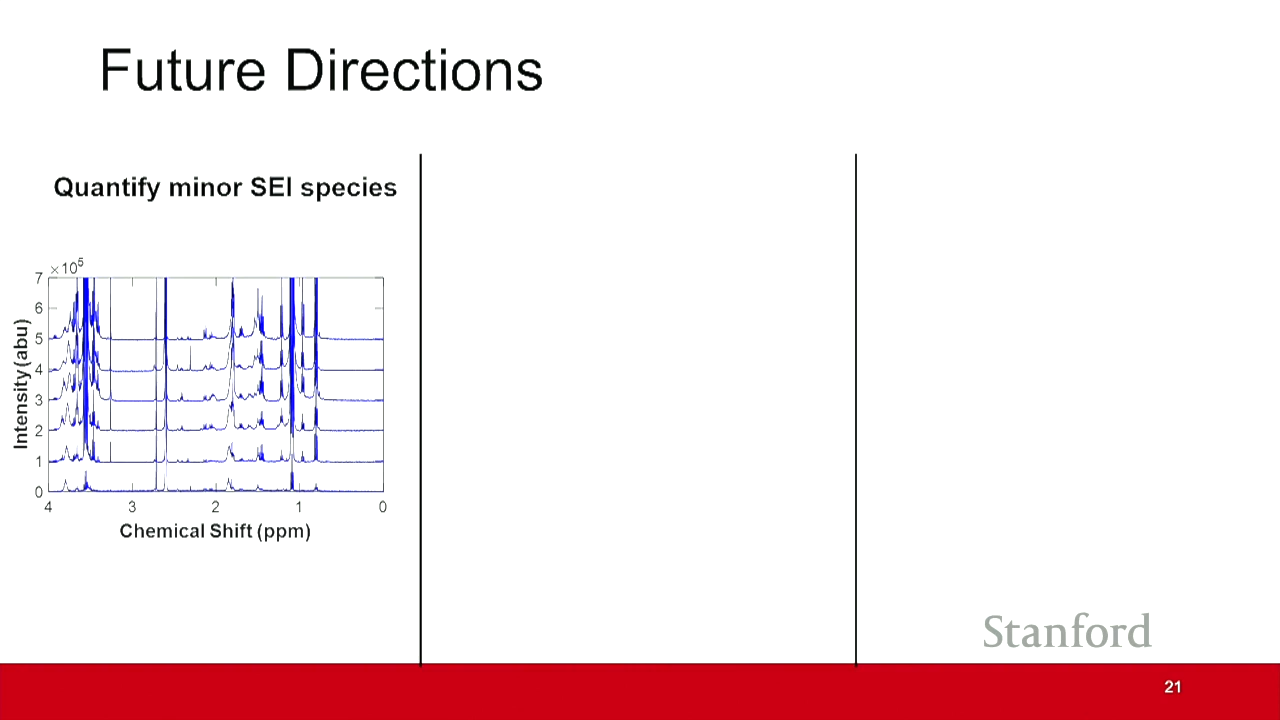 Future Directions
Quantify minor SEI species
×10⁵
7
6
5
4
3
2
1
0
Intensity (abu)
4 3 2 1 0
Chemical Shift (ppm)
Stanford
21